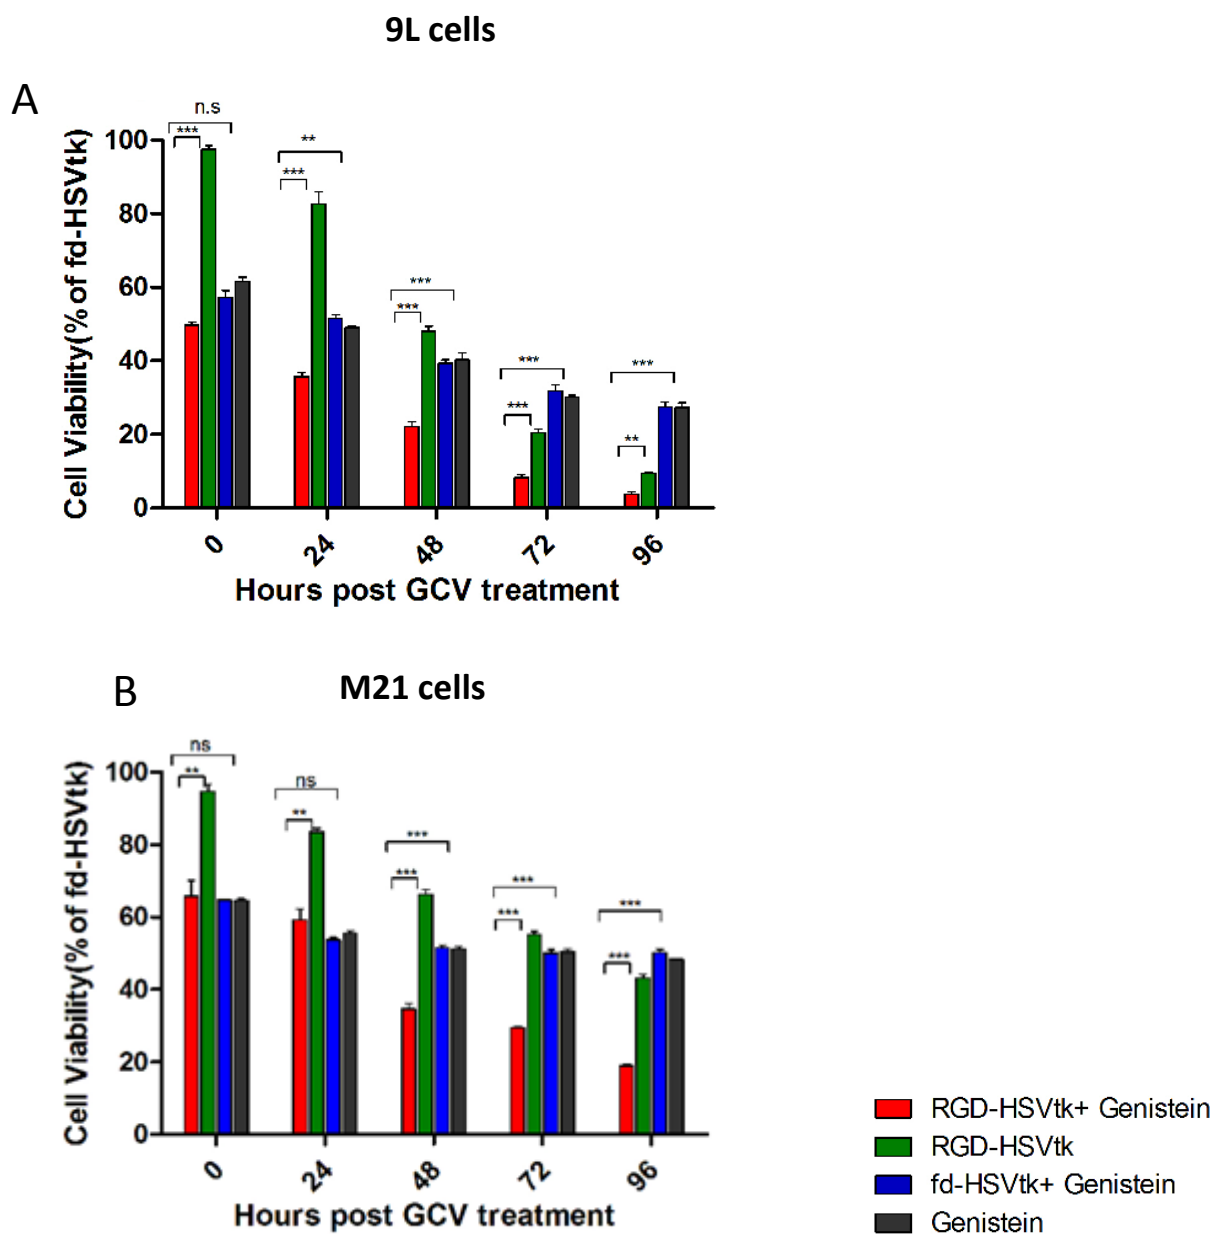 9L cells
A
n.s
***
**
***
***
***
***
***
***
**
Cell Viability(% of fd-HSVtk)
100
80
60
40
20
0
0 24 48 72 96
Hours post GCV treatment
B
M21 cells
ns
**
ns
**
***
***
***
***
***
***
Cell Viability(% of fd-HSVtk)
100
80
60
40
20
0
0 24 48 72 96
Hours post GCV treatment
RGD-HSVtk+ Genistein
RGD-HSVtk
fd-HSVtk+ Genistein
Genistein